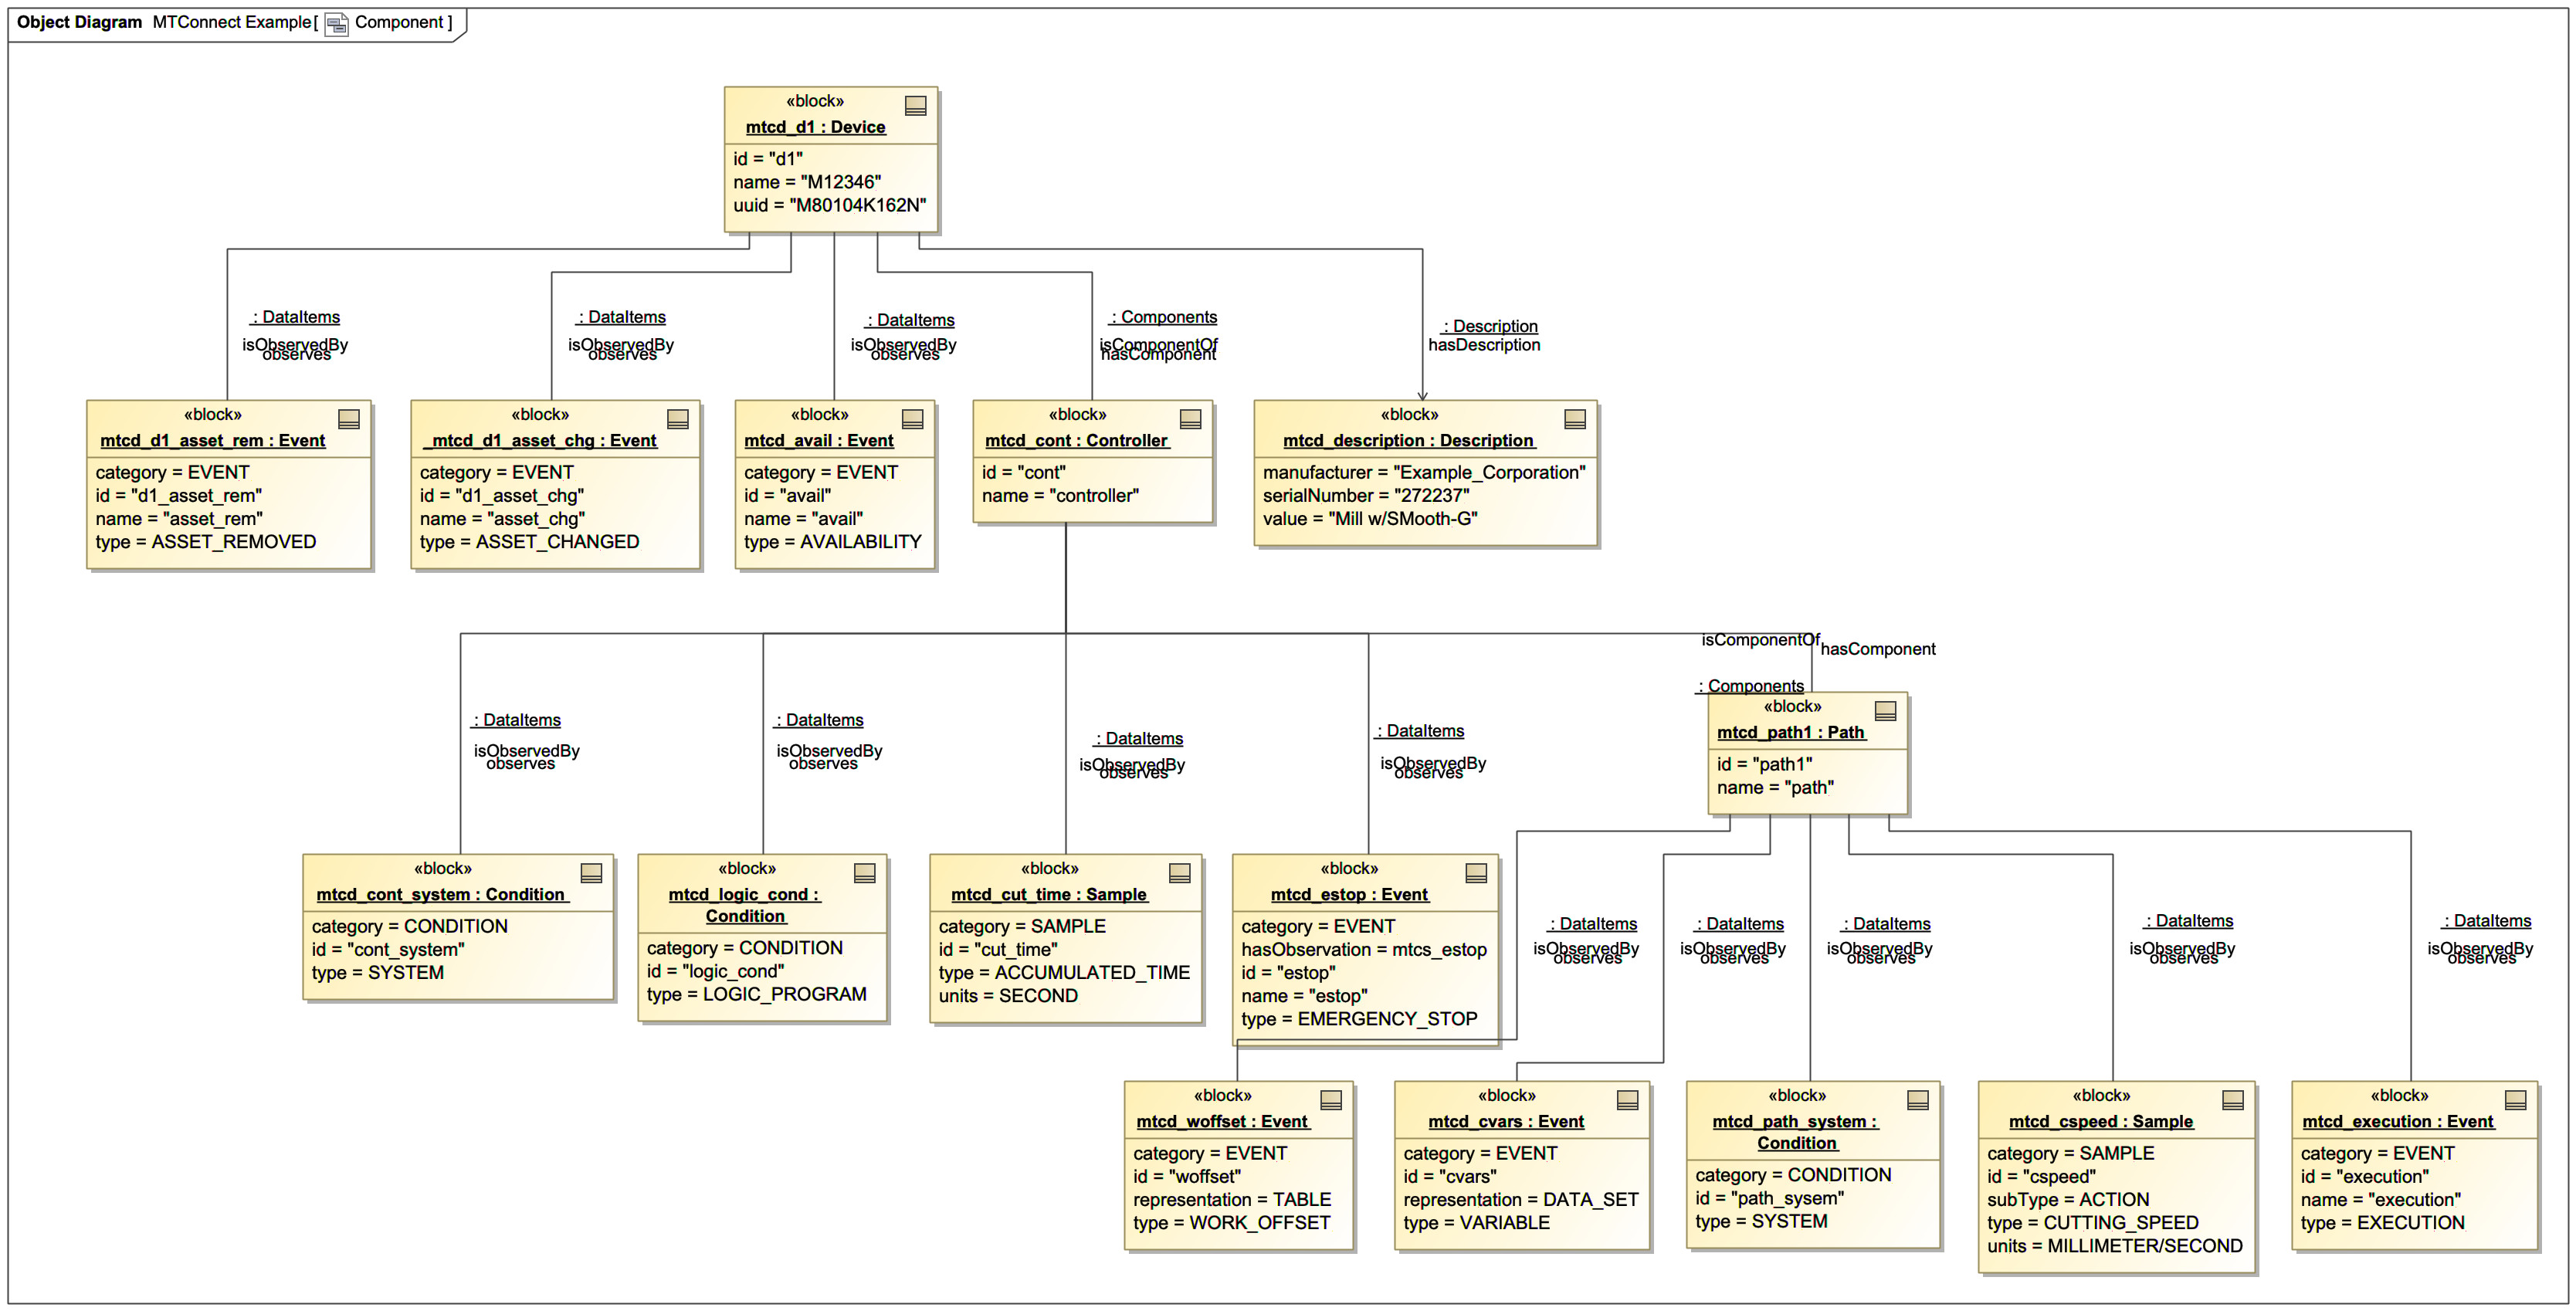 Object Diagram MTConnect Example[ Component ]
«block»
mtcd_d1 : Device
id = "d1"
name = "M12346"
uuid = "M80104K162N"
: DataItems
isObservedBy
observes
: DataItems
isObservedBy
observes
: DataItems
isObservedBy
observes
: Components
isComponentOf
hasComponent
: Description
hasDescription
«block»
mtcd_d1_asset_rem : Event
category = EVENT
id = "d1_asset_rem"
name = "asset_rem"
type = ASSET_REMOVED
«block»
_mtcd_d1_asset_chg : Event
category = EVENT
id = "d1_asset_chg"
name = "asset_chg"
type = ASSET_CHANGED
«block»
mtcd_avail : Event
category = EVENT
id = "avail"
name = "avail"
type = AVAILABILITY
«block»
mtcd_cont : Controller
id = "cont"
name = "controller"
«block»
mtcd_description : Description
manufacturer = "Example_Corporation"
serialNumber = "272237"
value = "Mill w/SMooth-G"
isComponentOf
hasComponent
: Components
«block»
mtcd_path1 : Path
id = "path1"
name = "path"
: DataItems
isObservedBy
observes
: DataItems
isObservedBy
observes
: DataItems
isObservedBy
observes
: DataItems
isObservedBy
observes
«block»
mtcd_cont_system : Condition
category = CONDITION
id = "cont_system"
type = SYSTEM
«block»
mtcd_logic_cond :
Condition
category = CONDITION
id = "logic_cond"
type = LOGIC_PROGRAM
«block»
mtcd_cut_time : Sample
category = SAMPLE
id = "cut_time"
type = ACCUMULATED_TIME
units = SECOND
«block»
mtcd_estop : Event
category = EVENT
hasObservation = mtcs_estop
id = "estop"
name = "estop"
type = EMERGENCY_STOP
: DataItems
isObservedBy
observes
: DataItems
isObservedBy
observes
: DataItems
isObservedBy
observes
: DataItems
isObservedBy
observes
: DataItems
isObservedBy
observes
«block»
mtcd_woffset : Event
category = EVENT
id = "woffset"
representation = TABLE
type = WORK_OFFSET
«block»
mtcd_cvars : Event
category = EVENT
id = "cvars"
representation = DATA_SET
type = VARIABLE
«block»
mtcd_path_system :
Condition
category = CONDITION
id = "path_sysem"
type = SYSTEM
«block»
mtcd_cspeed : Sample
category = SAMPLE
id = "cspeed"
subType = ACTION
type = CUTTING_SPEED
units = MILLIMETER/SECOND
«block»
mtcd_execution : Event
category = EVENT
id = "execution"
name = "execution"
type = EXECUTION